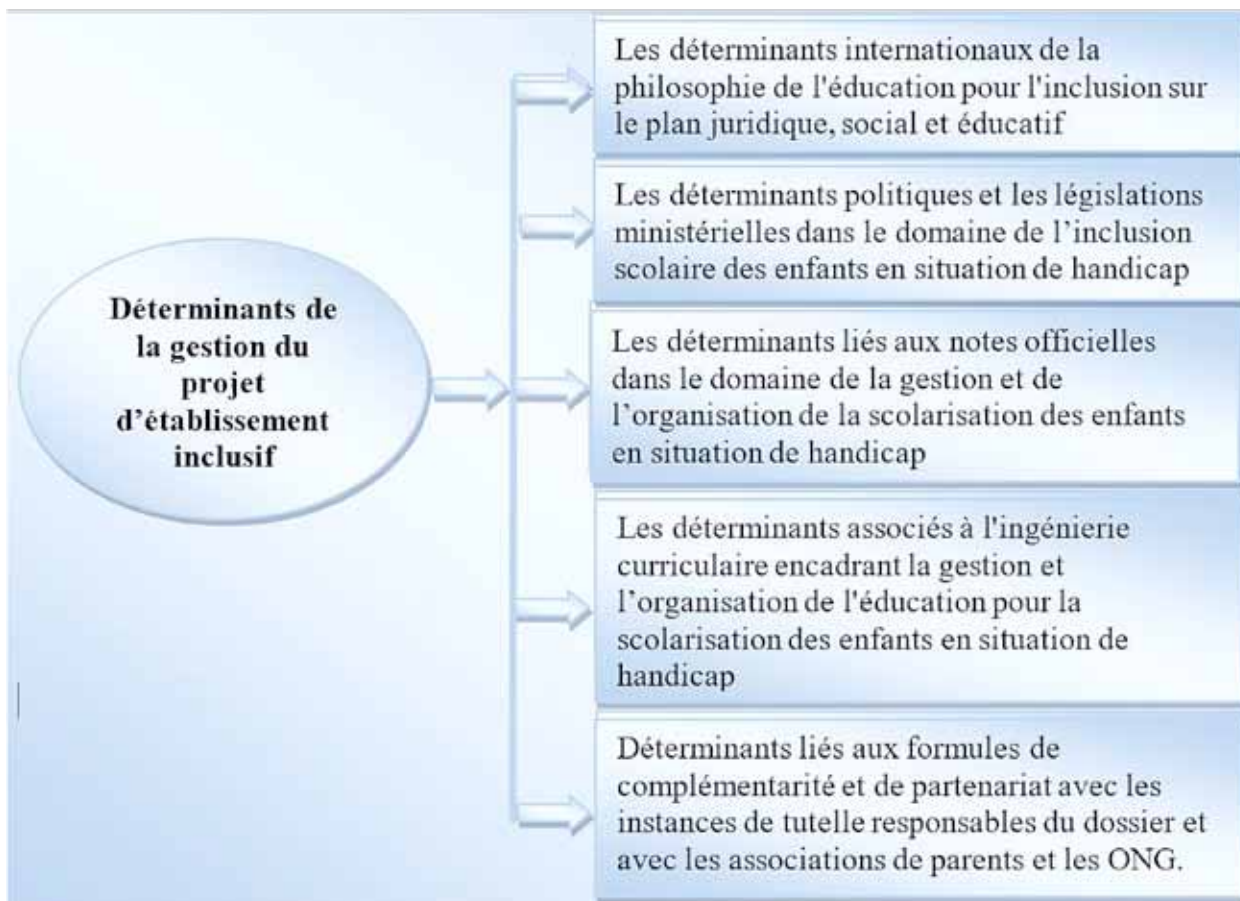 Déterminants de
la gestion du
projet
d’établissement
inclusif
Les déterminants internationaux de la
philosophie de l'éducation pour l'inclusion sur
le plan juridique, social et éducatif
Les déterminants politiques et les législations
ministérielles dans le domaine de l’inclusion
scolaire des enfants en situation de handicap
Les déterminants liés aux notes officielles
dans le domaine de la gestion et de
l’organisation de la scolarisation des enfants
en situation de handicap
Les déterminants associés à l'ingénierie
curriculaire encadrant la gestion et
l’organisation de l'éducation pour la
scolarisation des enfants en situation de
handicap
Déterminants liés aux formules de
complémentarité et de partenariat avec les
instances de tutelle responsables du dossier et
avec les associations de parents et les ONG.